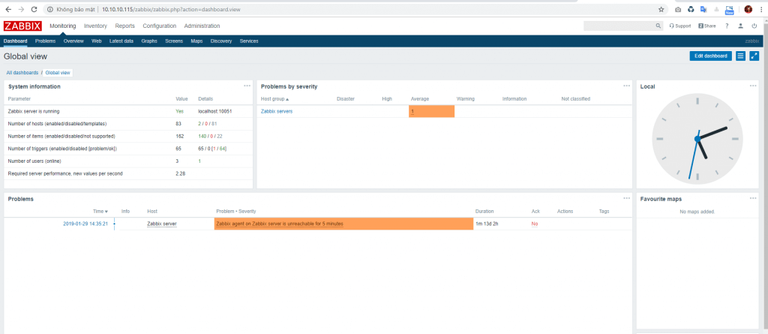 Không bảo mật | 10.10.10.115/zabbix/zabbix.php?action=dashboard.view
ZABBIX Monitoring Inventory Reports Configuration Administration Support Share ?
Dashboard Problems Overview Web Latest data Graphs Screens Maps Discovery Services zabbix
Global view Edit dashboard
All dashboards / Global view
System information
Parameter Value Details
Zabbix server is running Yes localhost:10051
Number of hosts (enabled/disabled/templates) 83 2 / 0 / 81
Number of items (enabled/disabled/not supported) 162
Number of triggers (enabled/disabled [problem/ok]) 65 65 / 0 [1 / 64]
Number of users (online) 3 1
Required server performance, new values per second 2.28
Problems by severity
Host group Disaster High Average Warning Information Not classified
Zabbix servers 1
Local
Problems
Time Info Host Problem • Severity Duration Ack Actions Tags
2019-01-29 14:35:21 Zabbix server Zabbix agent on Zabbix server is unreachable for 5 minutes 1m 13d 2h No
Favourite maps
No maps added.